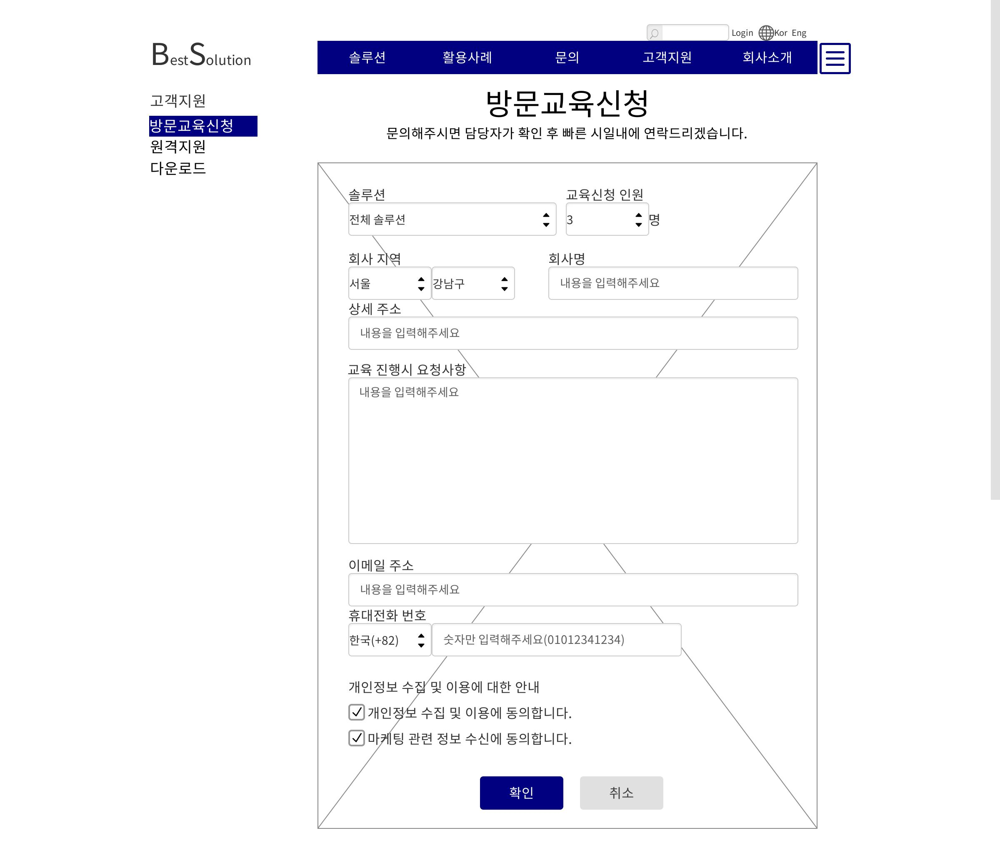 Login Kor Eng
BestSolution
솔루션 활용사례 문의 고객지원 회사소개
고객지원
방문교육신청
원격지원
다운로드
방문교육신청
문의해주시면 담당자가 확인 후 빠른 시일내에 연락드리겠습니다.
솔루션 교육신청 인원
전체 솔루션 3 명
회사 지역 회사명
서울 강남구 내용을 입력해주세요
상세 주소
내용을 입력해주세요
교육 진행시 요청사항
내용을 입력해주세요
이메일 주소
내용을 입력해주세요
휴대전화 번호
한국(+82) 숫자만 입력해주세요(01012341234)
개인정보 수집 및 이용에 대한 안내
개인정보 수집 및 이용에 동의합니다.
마케팅 관련 정보 수신에 동의합니다.
확인 취소